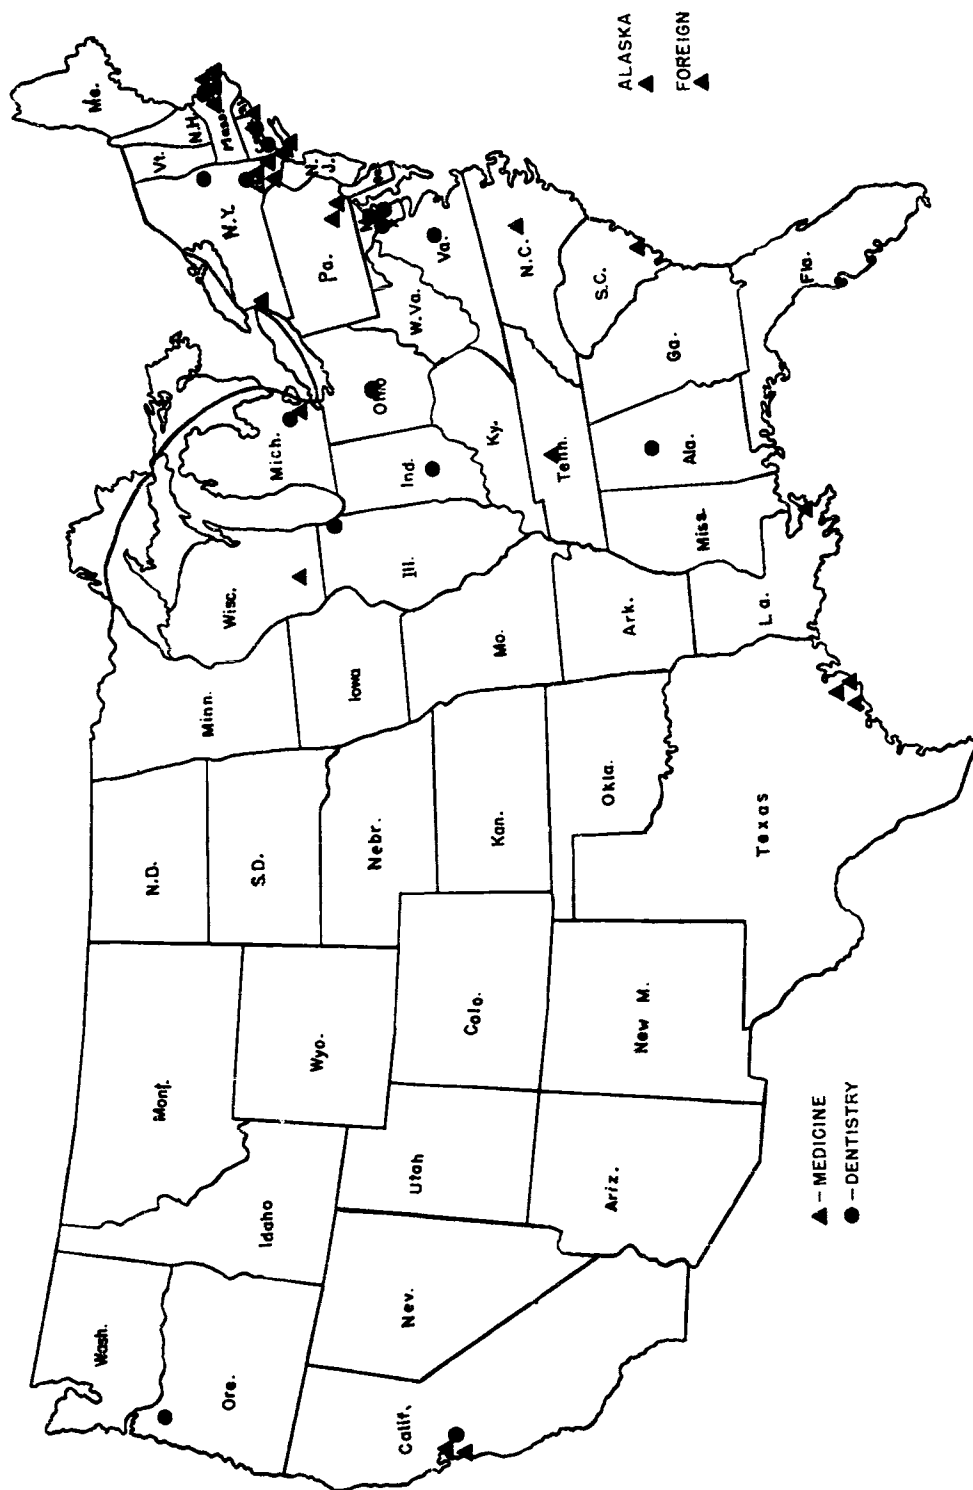 Wash.
Mont.
N.D.
Minn.
Me.
Vt.
N.H.
Mass.
Ore.
Idaho
S.D.
Wisc.
Mich.
N.Y.
Wyo.
Nebr.
Iowa
Pa.
N.
J.
Nev.
Utah
Colo.
Ill.
Ind.
Ohio
W.Va.
Va.
Calif.
Kan.
Mo.
Ky.
N.C.
Tenn.
Ariz.
New M.
Okla.
Ark.
S.C.
Texas
La.
Miss.
Ala.
Ga.
Fla.
ALASKA
FOREIGN
– MEDICINE
– DENTISTRY